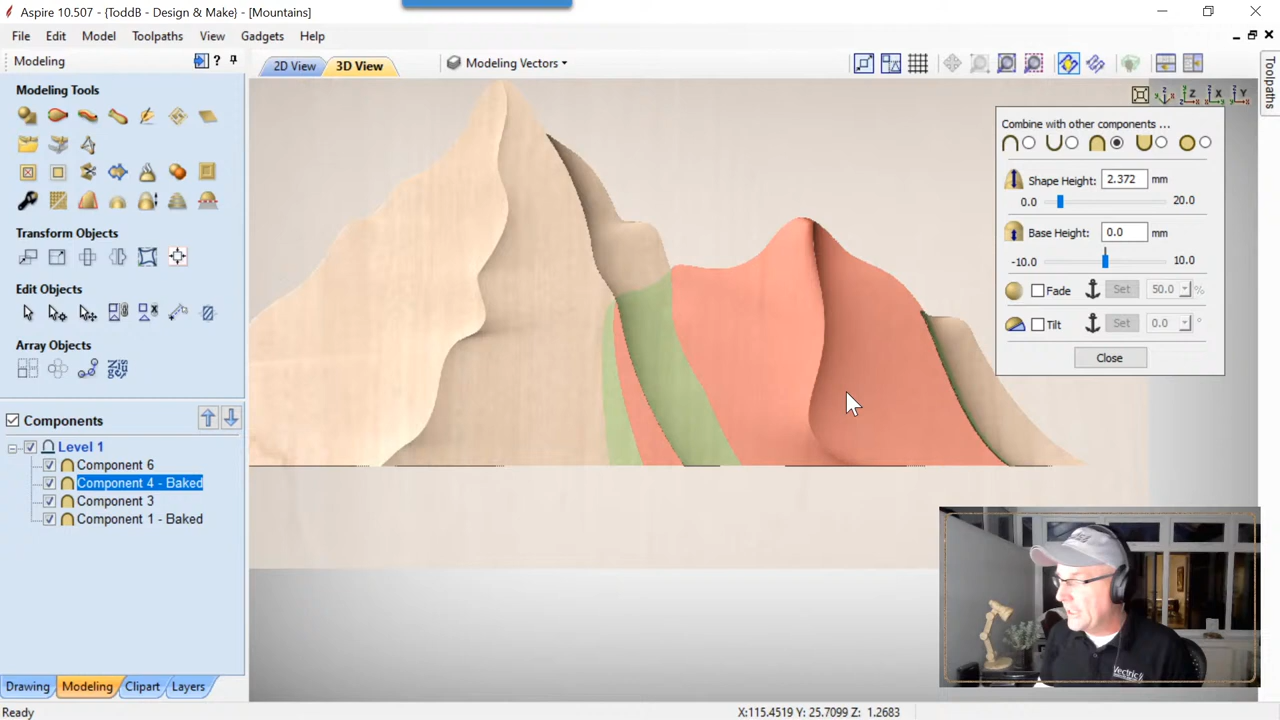 Aspire 10.507 - {ToddB - Design & Make} - [Mountains]
File Edit Model Toolpaths View Gadgets Help
Modeling ?
2D View 3D View Modeling Vectors
Toolpaths
Modeling Tools
Z X Y
Combine with other components ...
Shape Height: 2.372 mm
0.0 20.0
Transform Objects
Base Height: 0.0 mm
-10.0 10.0
Edit Objects
Fade Set 50.0 %
Tilt Set 0.0 °
Array Objects
Close
Components
Level 1
Component 6
Component 4 - Baked
Component 3
Component 1 - Baked
Vectric
Drawing Modeling Clipart Layers
Ready X:115.4519 Y: 25.7099 Z: 1.2683